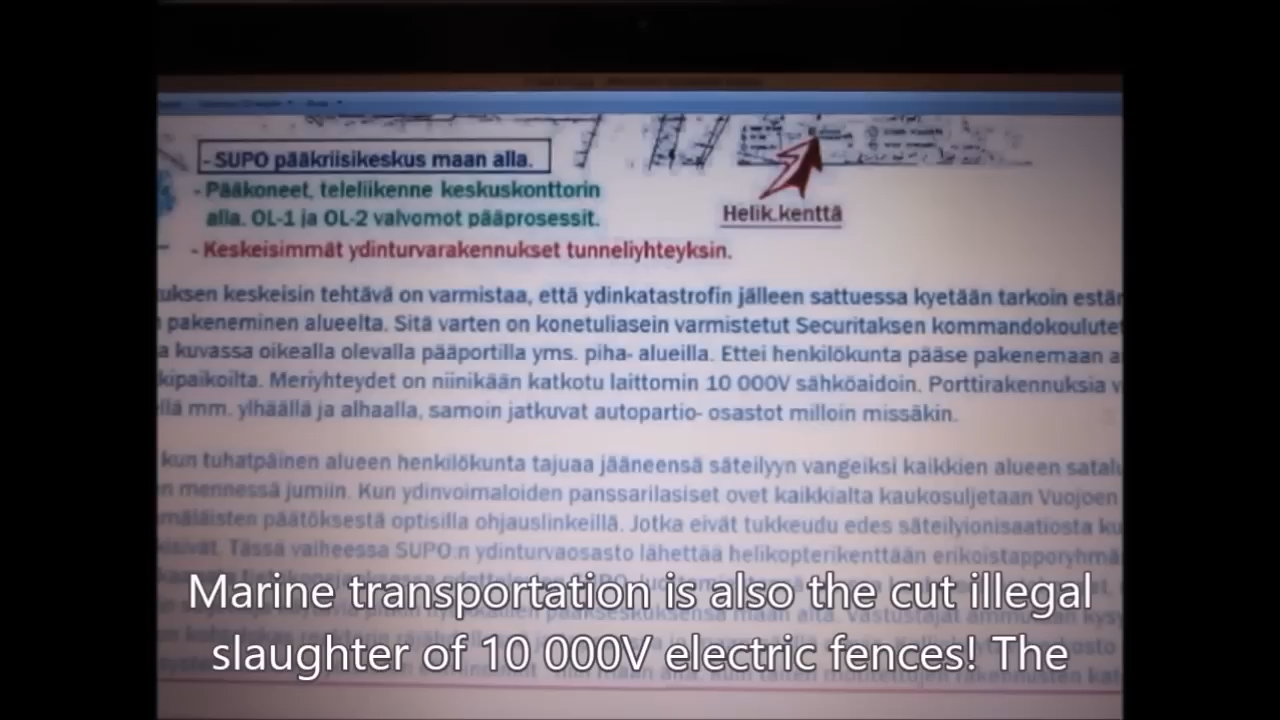 - SUPO pääkriisikeskus maan alla.
- Pääkoneet, teleliikenne keskuskonttorin
alla. OL-1 ja OL-2 valvomot pääprosessit.
Helik.kenttä
- Keskeisimmät ydinturvarakennukset tunneliyhteyksin.
uksen keskeisin tehtävä on varmistaa, että ydinkatastrofin jälleen sattuessa kyetään tarkoin estä
pakeneminen alueelta. Sitä varten on konetuliasein varmistetut Securitaksen kommandokoulutet
a kuvassa oikealla olevalla pääportilla yms. piha- alueilla. Ettei henkilökunta pääse pakenemaan a
kipaikoilta. Meriyhteydet on niinikään katkotu laittomin 10 000V sähköaidoin. Porttirakennuksia v
llä mm. ylhäällä ja alhaalla, samoin jatkuvat autopartio- osastot milloin missäkin.
kun tuhatpäinen alueen henkilökunta tajuaa jääneensä säteilyyn vangeiksi kaikkien alueen satalu
n mennessä jumiin. Kun ydinvoimaloiden panssarilasiset ovet kaikkialta kaukosuljetaan Vuojoen
mäläisten päätöksestä optisilla ohjauslinkeillä. Jotka eivät tukkeudu edes säteilyionisaatiosta ku
Tässä vaiheessa SUPO:n ydinturvaosasto lähettää helikopterikenttään erikoistapporyhmä
Marine transportation is also the cut illegal
slaughter of 10 000V electric fences! The